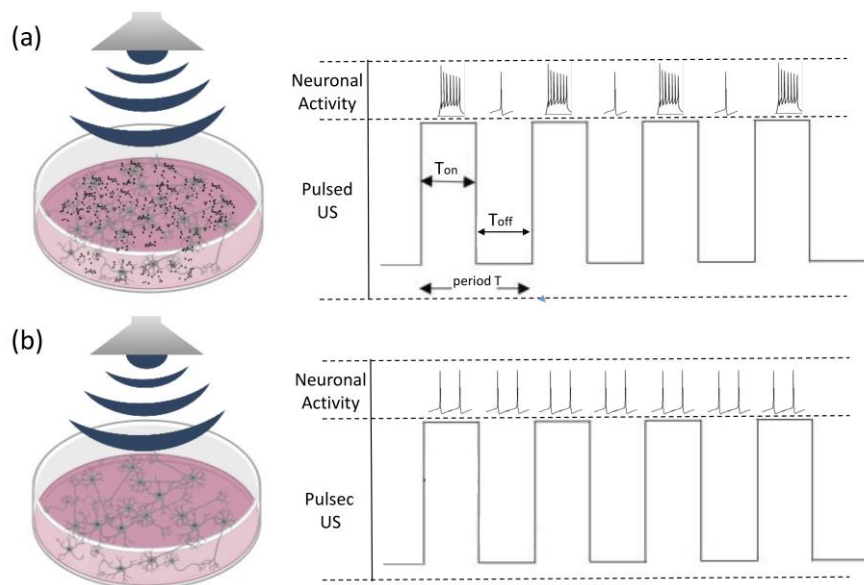 (a)
Neuronal
Activity
Pulsed
US
Ton
Toff
period T
(b)
Neuronal
Activity
Pulsec
US